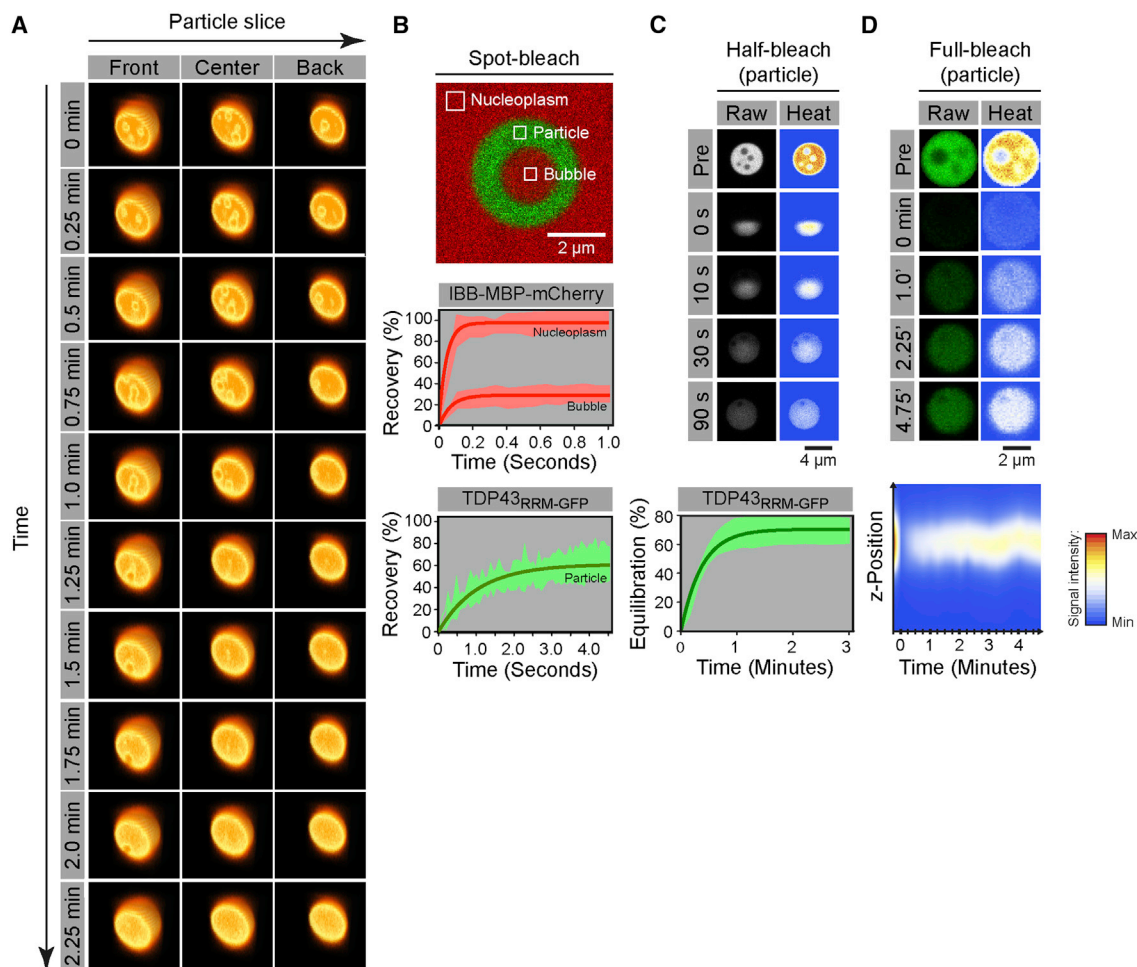 A
Particle slice
Front Center Back
Time
0 min
0.25 min
0.5 min
0.75 min
1.0 min
1.25 min
1.5 min
1.75 min
2.0 min
2.25 min
B
Spot-bleach
Nucleoplasm
Particle
Bubble
2 µm
IBB-MBP-mCherry
Recovery (%)
100
80
60
40
20
0
Nucleoplasm
Bubble
0 0.2 0.4 0.6 0.8 1.0
Time (Seconds)
TDP43RRM-GFP
Recovery (%)
100
80
60
40
20
0
Particle
0 1.0 2.0 3.0 4.0
Time (Seconds)
C
Half-bleach
(particle)
Raw Heat
Pre
0 s
10 s
30 s
90 s
4 µm
TDP43RRM-GFP
Equilibration (%)
80
60
40
20
0
0 1 2 3
Time (Minutes)
D
Full-bleach
(particle)
Raw Heat
Pre
0 min
1.0'
2.25'
4.75'
2 µm
z-Position
0 1 2 3 4
Time (Minutes)
Signal intensity:
Max
Min